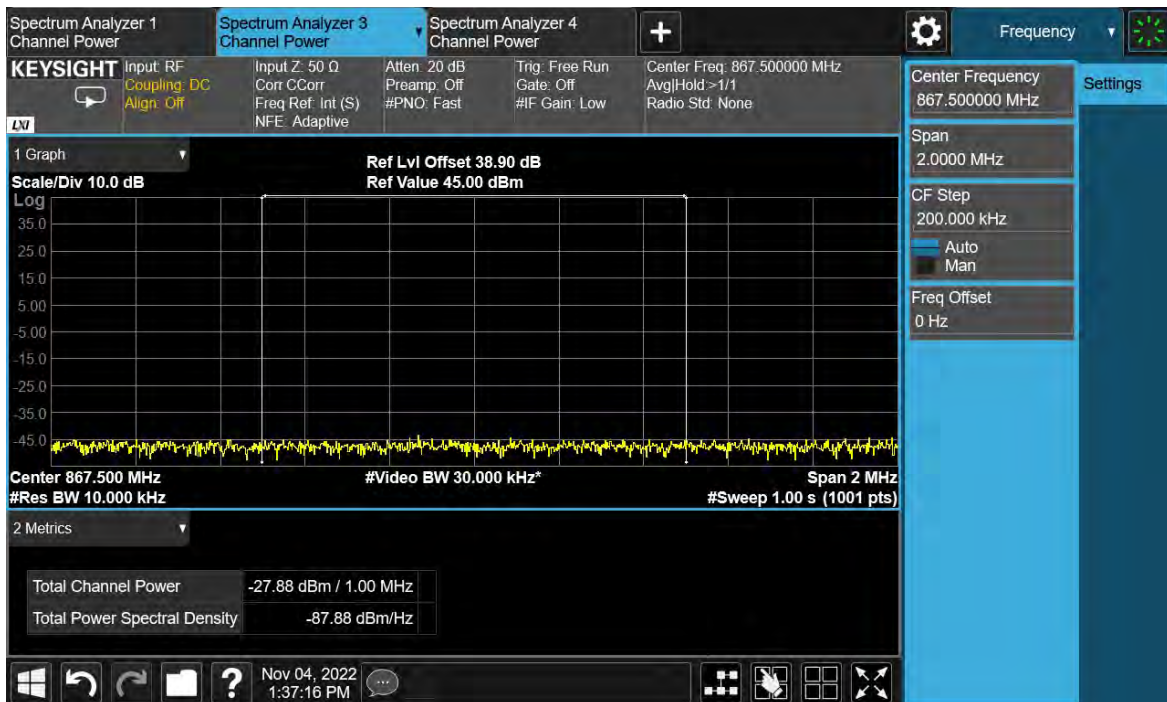 Spectrum Analyzer 1
Channel Power
Spectrum Analyzer 3
Channel Power
Spectrum Analyzer 4
Channel Power
+
Frequency
KEYSIGHT
LXI
Input: RF
Coupling: DC
Align: Off
Input Z: 50 Ω
Corr CCorr
Freq Ref: Int (S)
NFE: Adaptive
Atten: 20 dB
Preamp: Off
#PNO: Fast
Trig: Free Run
Gate: Off
#IF Gain: Low
Center Freq: 867.500000 MHz
Avg|Hold:>1/1
Radio Std: None
Center Frequency
867.500000 MHz
Settings
Span
2.0000 MHz
CF Step
200.000 kHz
Auto
Man
Freq Offset
0 Hz
1 Graph
Scale/Div 10.0 dB
Ref Lvl Offset 38.90 dB
Ref Value 45.00 dBm
Log
35.0
25.0
15.0
5.00
-5.00
-15.0
-25.0
-35.0
-45.0
Center 867.500 MHz
#Video BW 30.000 kHz*
Span 2 MHz
#Res BW 10.000 kHz
#Sweep 1.00 s (1001 pts)
2 Metrics
Total Channel Power -27.88 dBm / 1.00 MHz
Total Power Spectral Density -87.88 dBm/Hz
?
Nov 04, 2022
1:37:16 PM